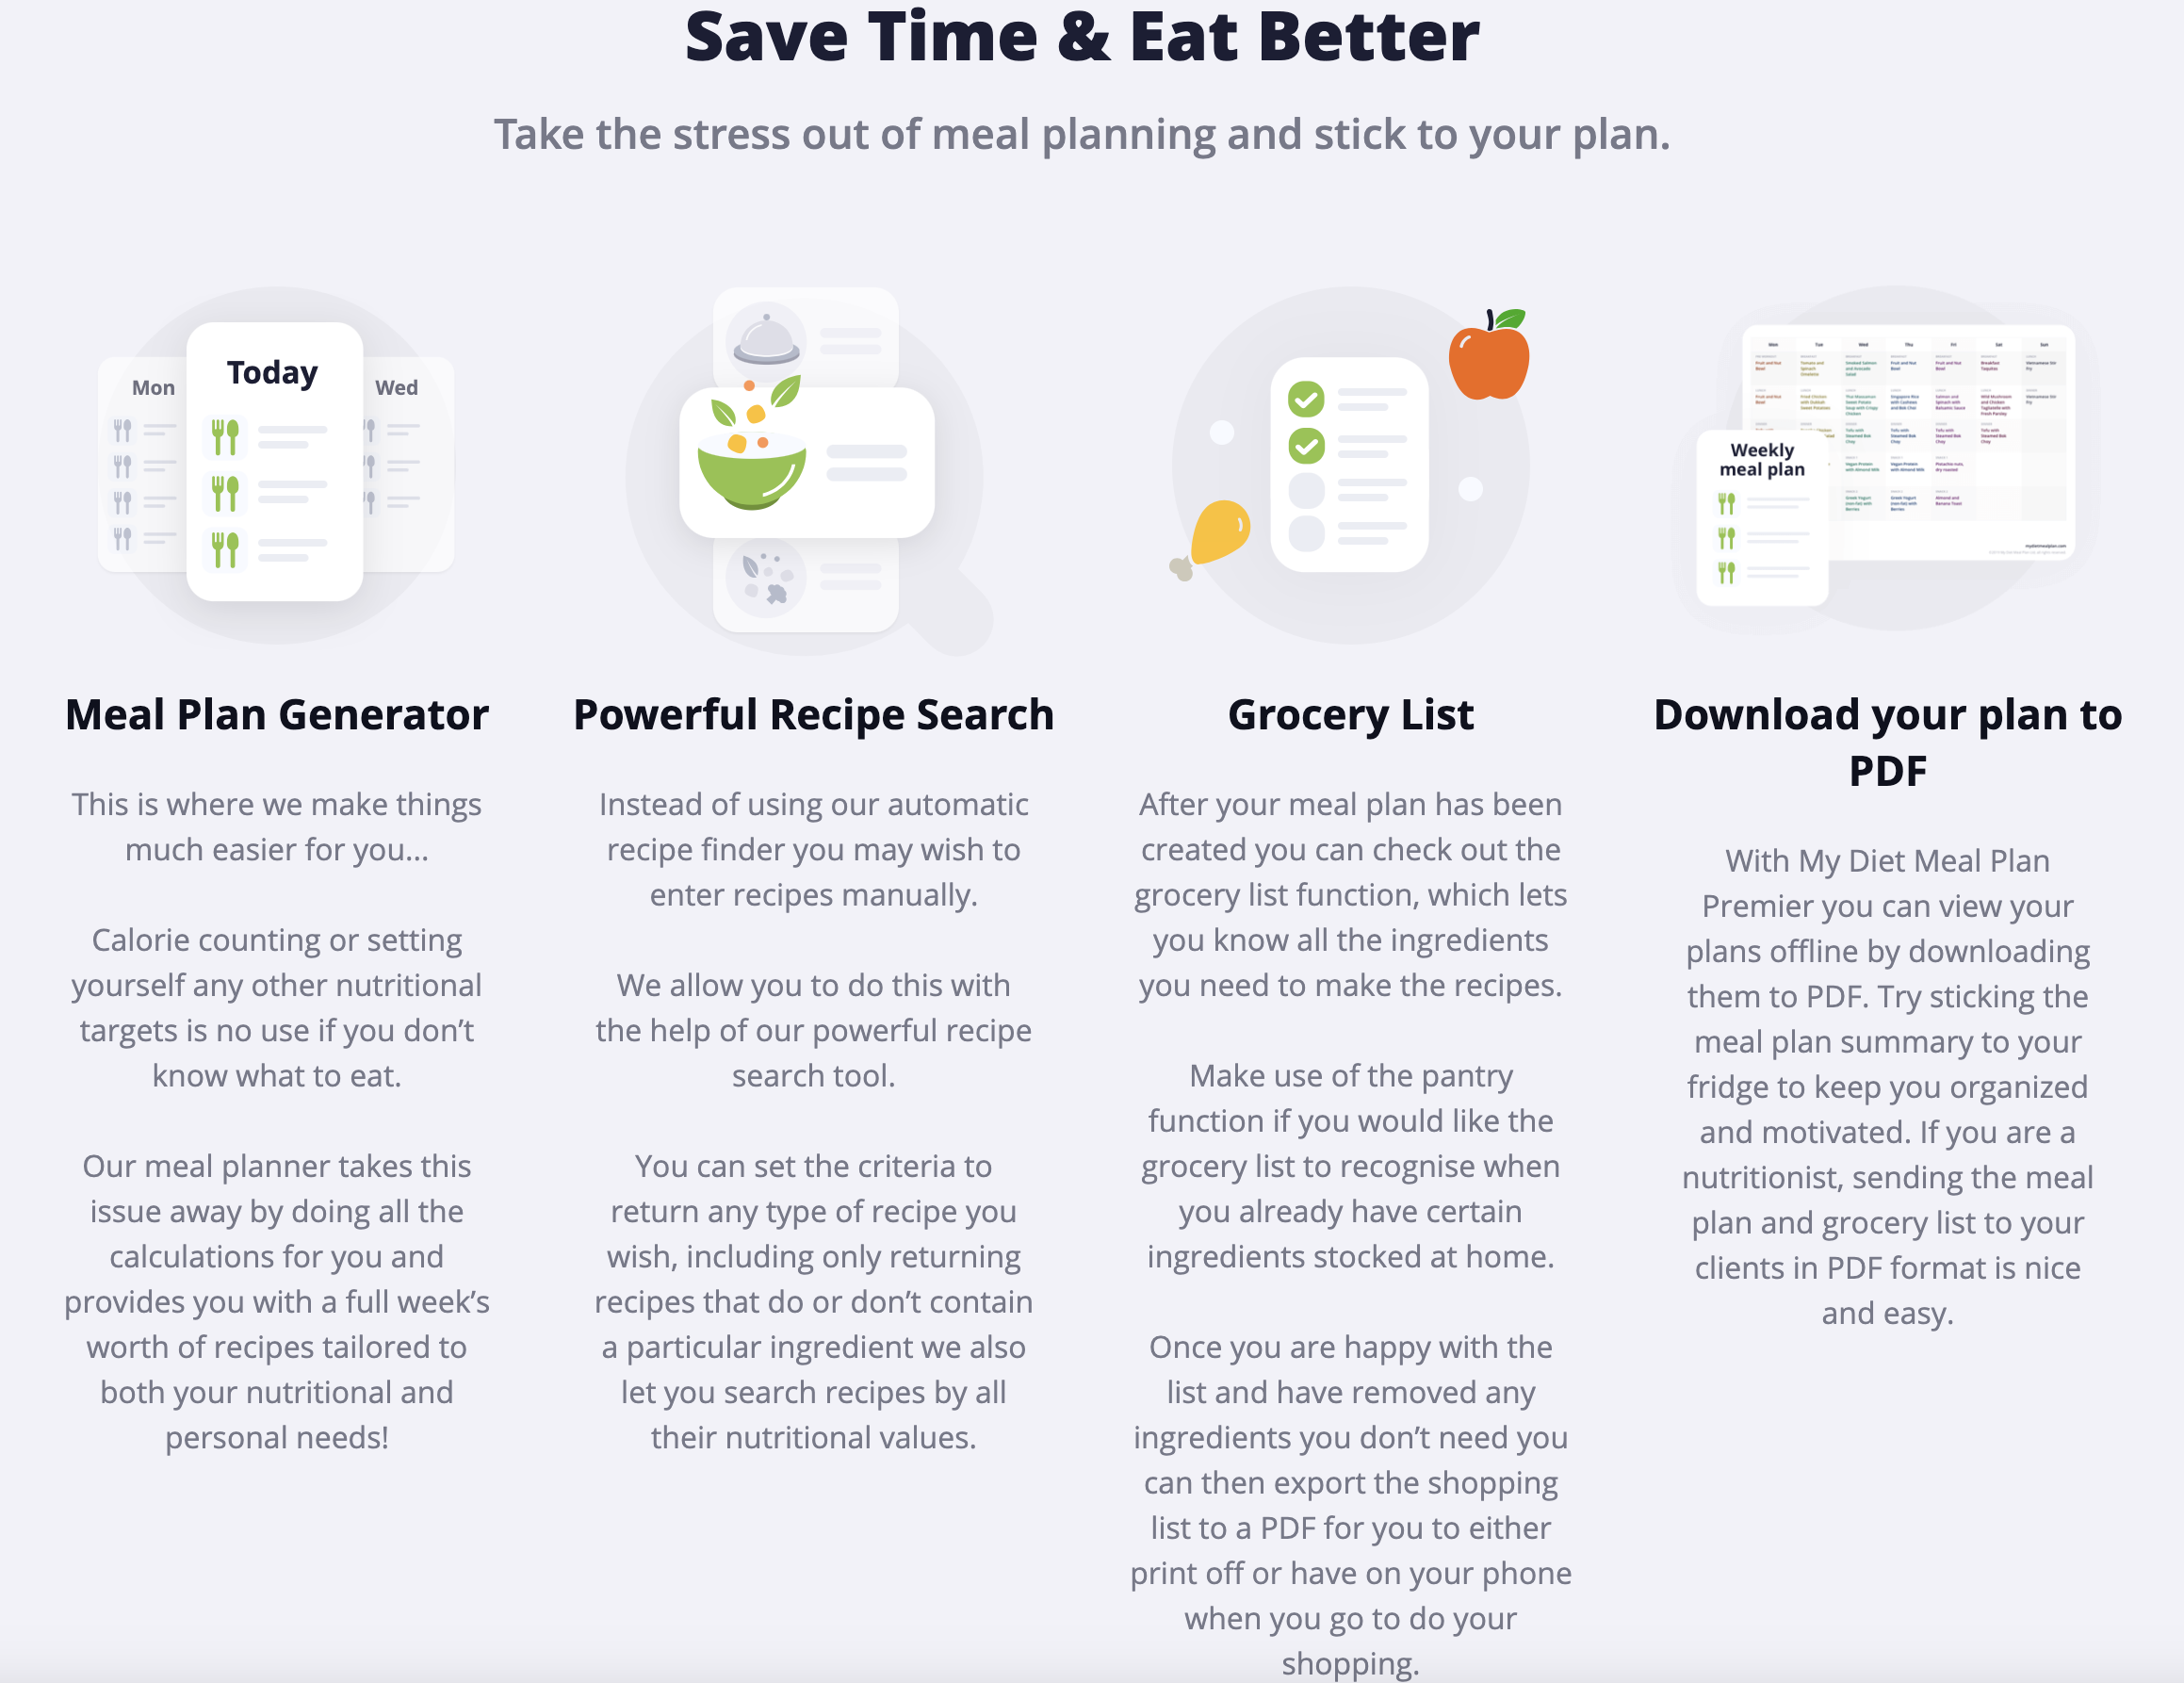 Save Time & Eat Better
Take the stress out of meal planning and stick to your plan.
Mon
Today
Wed
Mon Tue Wed Thu Fri Sat Sun
Weekly
meal plan
mydietmealplan.com
Meal Plan Generator
This is where we make things
much easier for you...
Calorie counting or setting
yourself any other nutritional
targets is no use if you don’t
know what to eat.
Our meal planner takes this
issue away by doing all the
calculations for you and
provides you with a full week’s
worth of recipes tailored to
both your nutritional and
personal needs!
Powerful Recipe Search
Instead of using our automatic
recipe finder you may wish to
enter recipes manually.
We allow you to do this with
the help of our powerful recipe
search tool.
You can set the criteria to
return any type of recipe you
wish, including only returning
recipes that do or don’t contain
a particular ingredient we also
let you search recipes by all
their nutritional values.
Grocery List
After your meal plan has been
created you can check out the
grocery list function, which lets
you know all the ingredients
you need to make the recipes.
Make use of the pantry
function if you would like the
grocery list to recognise when
you already have certain
ingredients stocked at home.
Once you are happy with the
list and have removed any
ingredients you don’t need you
can then export the shopping
list to a PDF for you to either
print off or have on your phone
when you go to do your
shopping.
Download your plan to
PDF
With My Diet Meal Plan
Premier you can view your
plans offline by downloading
them to PDF. Try sticking the
meal plan summary to your
fridge to keep you organized
and motivated. If you are a
nutritionist, sending the meal
plan and grocery list to your
clients in PDF format is nice
and easy.